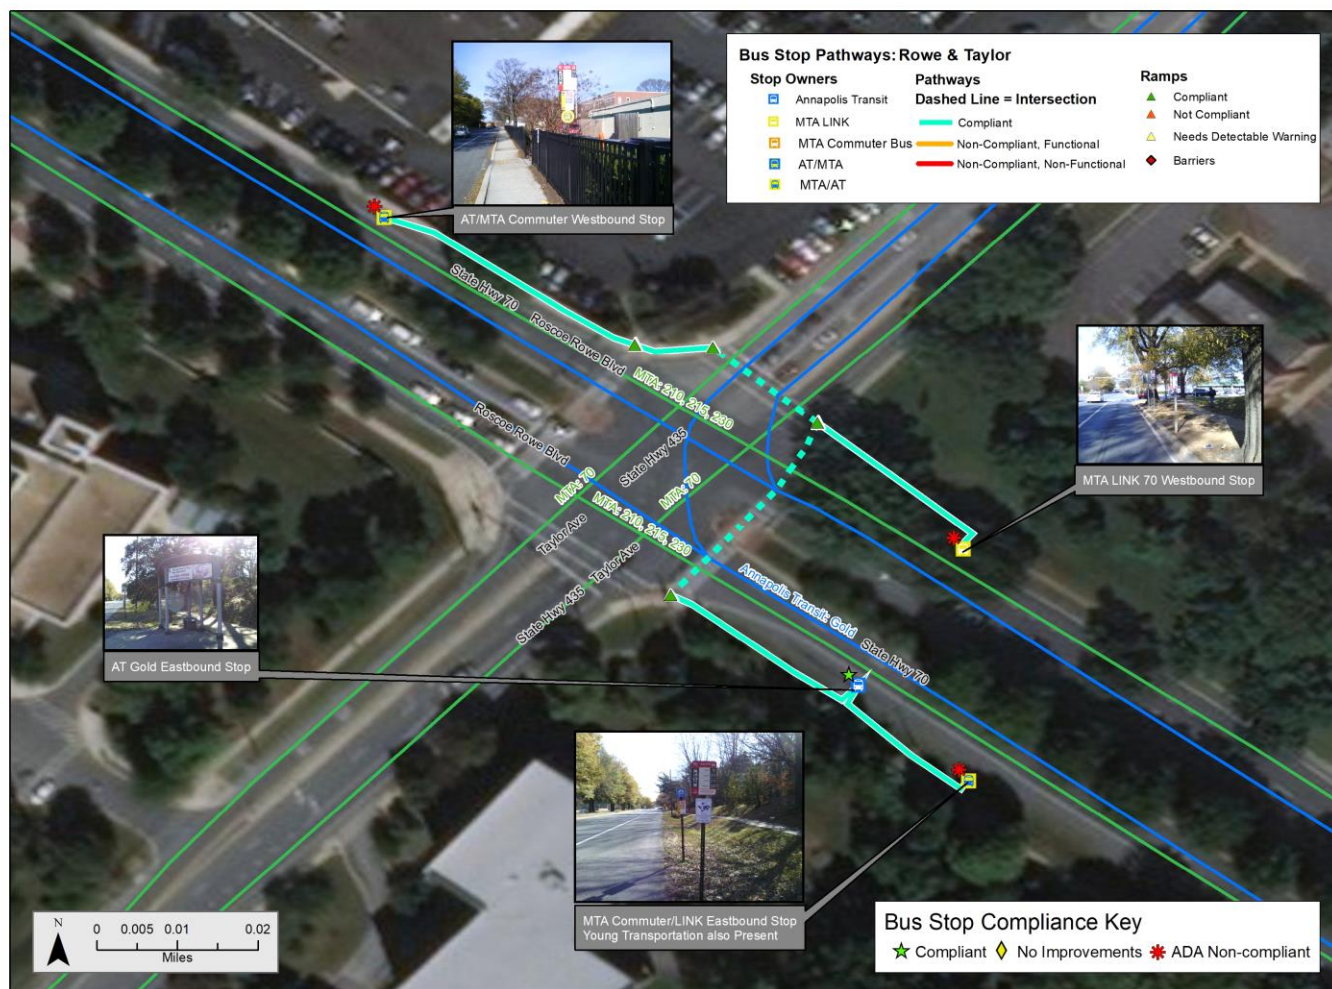 Bus Stop Pathways: Rowe & Taylor
Stop Owners
Annapolis Transit
MTA LINK
MTA Commuter Bus
AT/MTA
MTA/AT
Pathways
Dashed Line = Intersection
Compliant
Non-Compliant, Functional
Non-Compliant, Non-Functional
Ramps
Compliant
Not Compliant
Needs Detectable Warning
Barriers
AT/MTA Commuter Westbound Stop
State Hwy 70
Roscoe Rowe Blvd
MTA: 210, 215, 230
Roscoe Rowe Blvd
State Hwy 435
MTA: 70
MTA: 70
MTA: 210, 215, 230
Taylor Ave
Taylor Ave
State Hwy 435
Annapolis Transit: Gold
State Hwy 70
MTA LINK 70 Westbound Stop
AT Gold Eastbound Stop
MTA Commuter/LINK Eastbound Stop
Young Transportation also Present
N
0 0.005 0.01 0.02
Miles
Bus Stop Compliance Key
Compliant No Improvements ADA Non-compliant